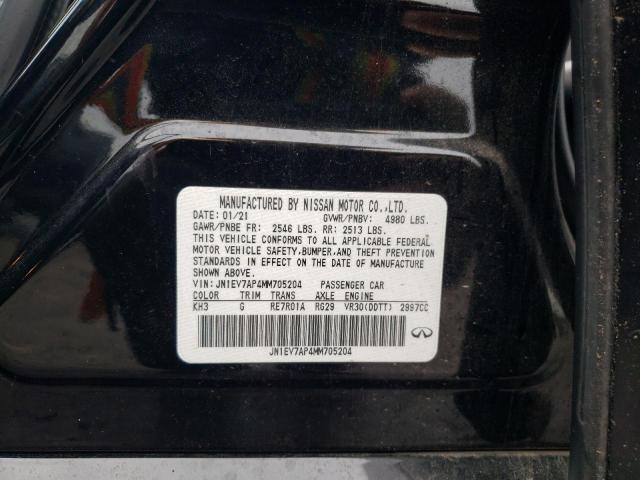 MANUFACTURED BY NISSAN MOTOR CO.,LTD.
DATE: 01/21 GVWR/PNBV: 4980 LBS.
GAWR/PNBE FR: 2546 LBS. RR: 2513 LBS.
THIS VEHICLE CONFORMS TO ALL APPLICABLE FEDERAL
MOTOR VEHICLE SAFETY,BUMPER,AND THEFT PREVENTION
STANDARDS IN EFFECT ON THE DATE OF MANUFACTURE
SHOWN ABOVE.
VIN: JN1EV7AP4MM705204 PASSENGER CAR
COLOR TRIM TRANS AXLE ENGINE
KH3 G RE7R01A RG29 VR30(DDTT) 2997CC
JN1EV7AP4MM705204